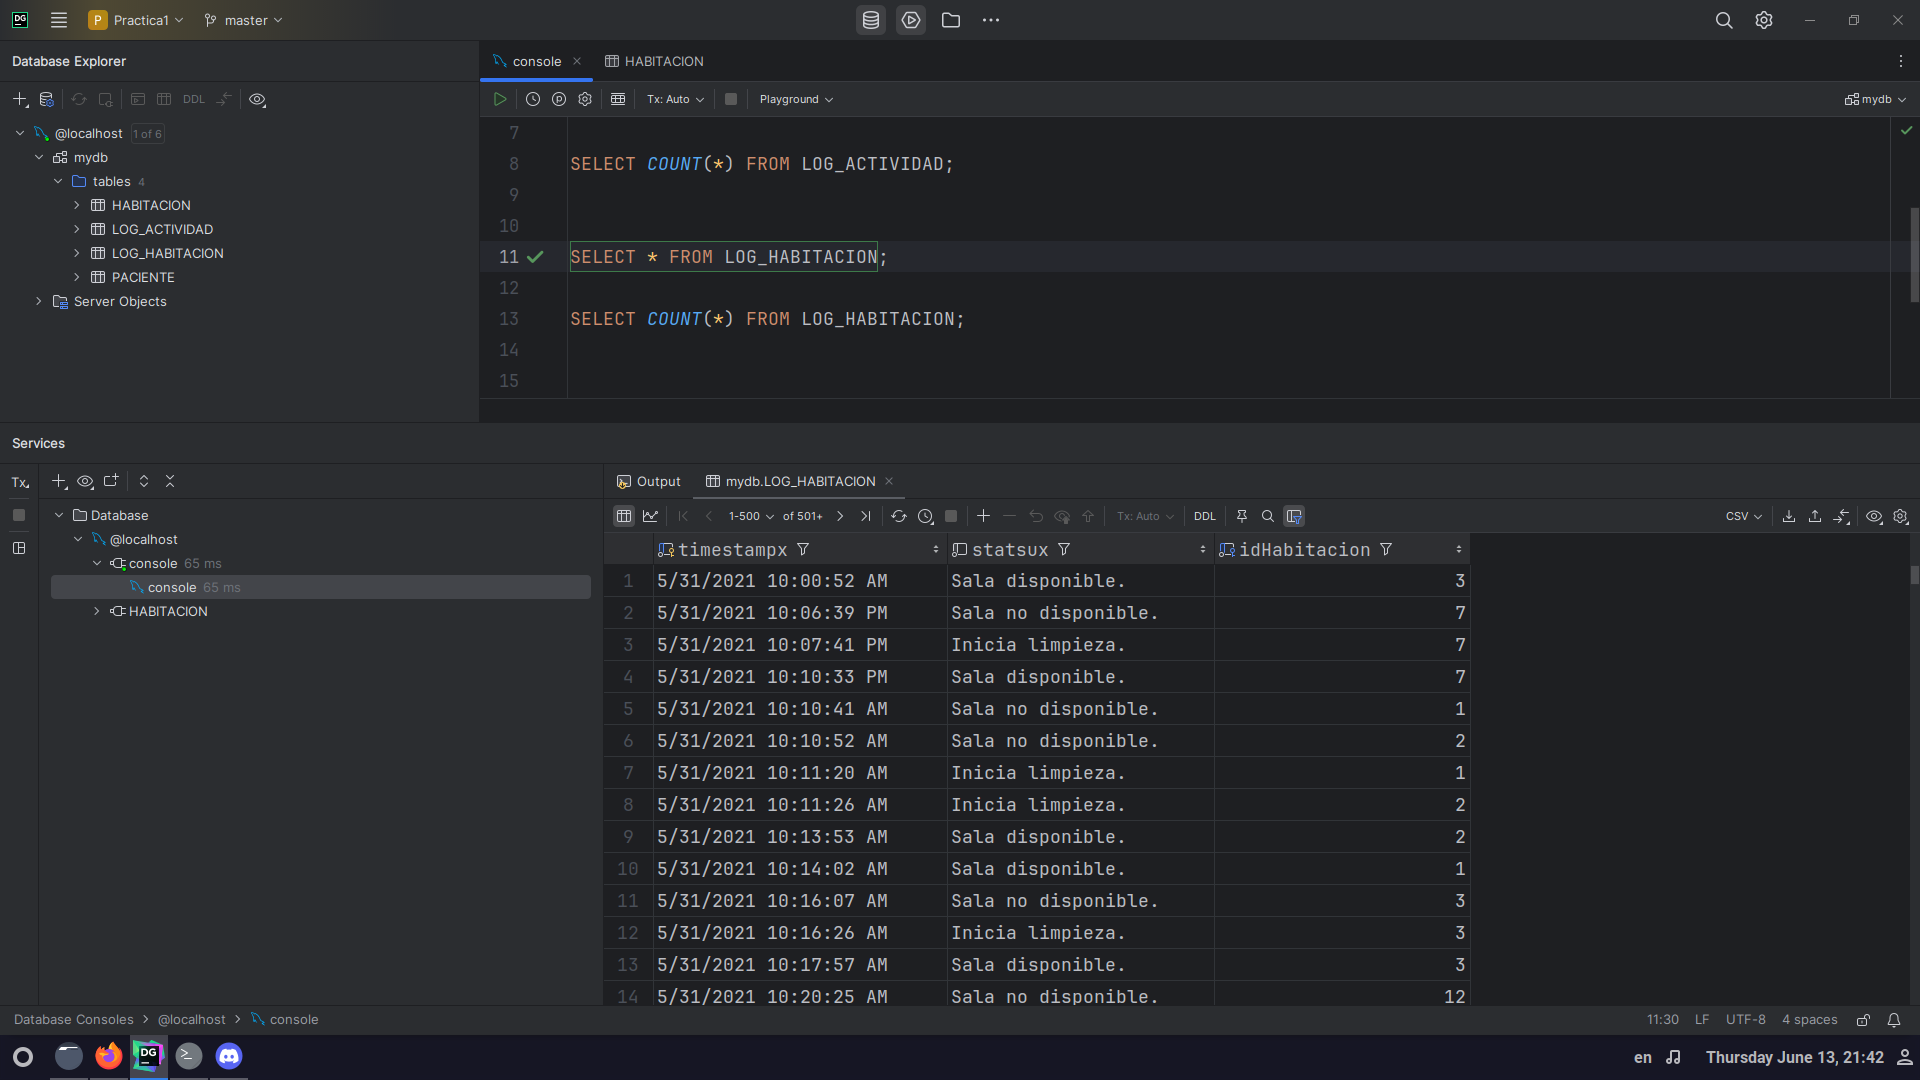 P Practica1 master
Database Explorer
console HABITACION
DDL Tx: Auto Playground mydb
@localhost 1 of 6
mydb
tables 4
HABITACION
LOG_ACTIVIDAD
LOG_HABITACION
PACIENTE
Server Objects
7
8 SELECT COUNT(*) FROM LOG_ACTIVIDAD;
9
10
11 SELECT * FROM LOG_HABITACION;
12
13 SELECT COUNT(*) FROM LOG_HABITACION;
14
15
Services
Tx
Database
@localhost
console 65 ms
console 65 ms
HABITACION
Output mydb.LOG_HABITACION
1-500 of 501+ Tx: Auto DDL CSV
timestampx statsux idHabitacion
1 5/31/2021 10:00:52 AM Sala disponible. 3
2 5/31/2021 10:06:39 PM Sala no disponible. 7
3 5/31/2021 10:07:41 PM Inicia limpieza. 7
4 5/31/2021 10:10:33 PM Sala disponible. 7
5 5/31/2021 10:10:41 AM Sala no disponible. 1
6 5/31/2021 10:10:52 AM Sala no disponible. 2
7 5/31/2021 10:11:20 AM Inicia limpieza. 1
8 5/31/2021 10:11:26 AM Inicia limpieza. 2
9 5/31/2021 10:13:53 AM Sala disponible. 2
10 5/31/2021 10:14:02 AM Sala disponible. 1
11 5/31/2021 10:16:07 AM Sala no disponible. 3
12 5/31/2021 10:16:26 AM Inicia limpieza. 3
13 5/31/2021 10:17:57 AM Sala disponible. 3
14 5/31/2021 10:20:25 AM Sala no disponible. 12
Database Consoles > @localhost > console
11:30 LF UTF-8 4 spaces
DG
en Thursday June 13, 21:42